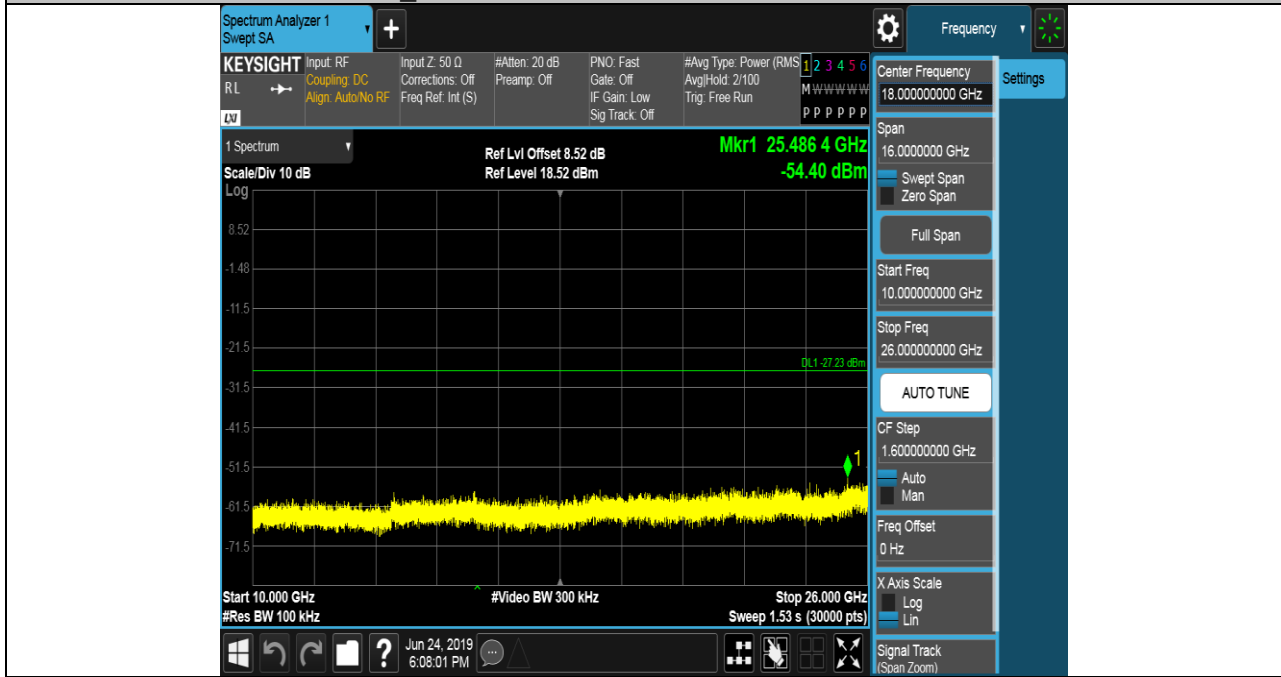 Spectrum Analyzer 1
Swept SA
+
Frequency
KEYSIGHT
RL
LXI
Input: RF
Coupling: DC
Align: Auto/No RF
Input Z: 50 Ω
Corrections: Off
Freq Ref: Int (S)
#Atten: 20 dB
Preamp: Off
PNO: Fast
Gate: Off
IF Gain: Low
Sig Track: Off
#Avg Type: Power (RMS
Avg|Hold: 2/100
Trig: Free Run
1 2 3 4 5 6
M W W W W W
P P P P P P
1 Spectrum
Scale/Div 10 dB
Ref Lvl Offset 8.52 dB
Ref Level 18.52 dBm
Mkr1 25.486 4 GHz
-54.40 dBm
Log
8.52
-1.48
-11.5
-21.5
DL1 -27.23 dBm
-31.5
-41.5
-51.5
1
-61.5
-71.5
Start 10.000 GHz
#Res BW 100 kHz
#Video BW 300 kHz
Stop 26.000 GHz
Sweep 1.53 s (30000 pts)
?
Jun 24, 2019
6:08:01 PM
Center Frequency
18.000000000 GHz
Span
16.0000000 GHz
Swept Span
Zero Span
Full Span
Start Freq
10.000000000 GHz
Stop Freq
26.000000000 GHz
AUTO TUNE
CF Step
1.600000000 GHz
Auto
Man
Freq Offset
0 Hz
X Axis Scale
Log
Lin
Signal Track
(Span Zoom)
Settings